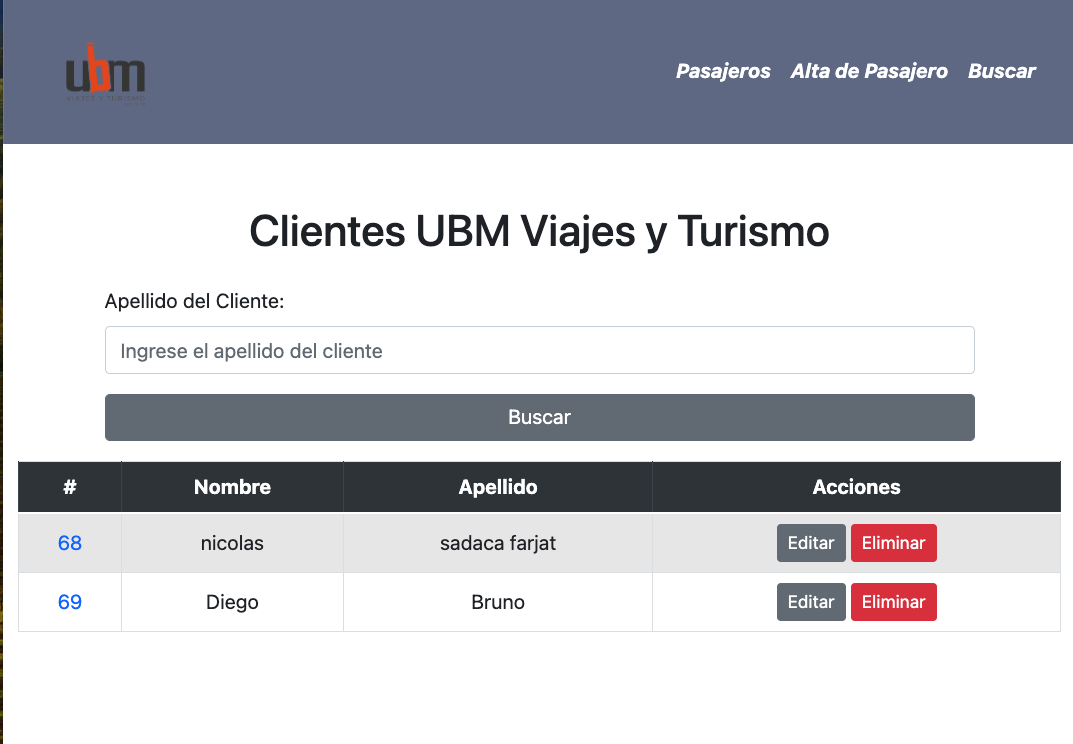 ubm
VIAJES Y TURISMO
Pasajeros Alta de Pasajero Buscar
Clientes UBM Viajes y Turismo
Apellido del Cliente:
Ingrese el apellido del cliente
Buscar
# Nombre Apellido Acciones
68 nicolas sadaca farjat Editar Eliminar
69 Diego Bruno Editar Eliminar